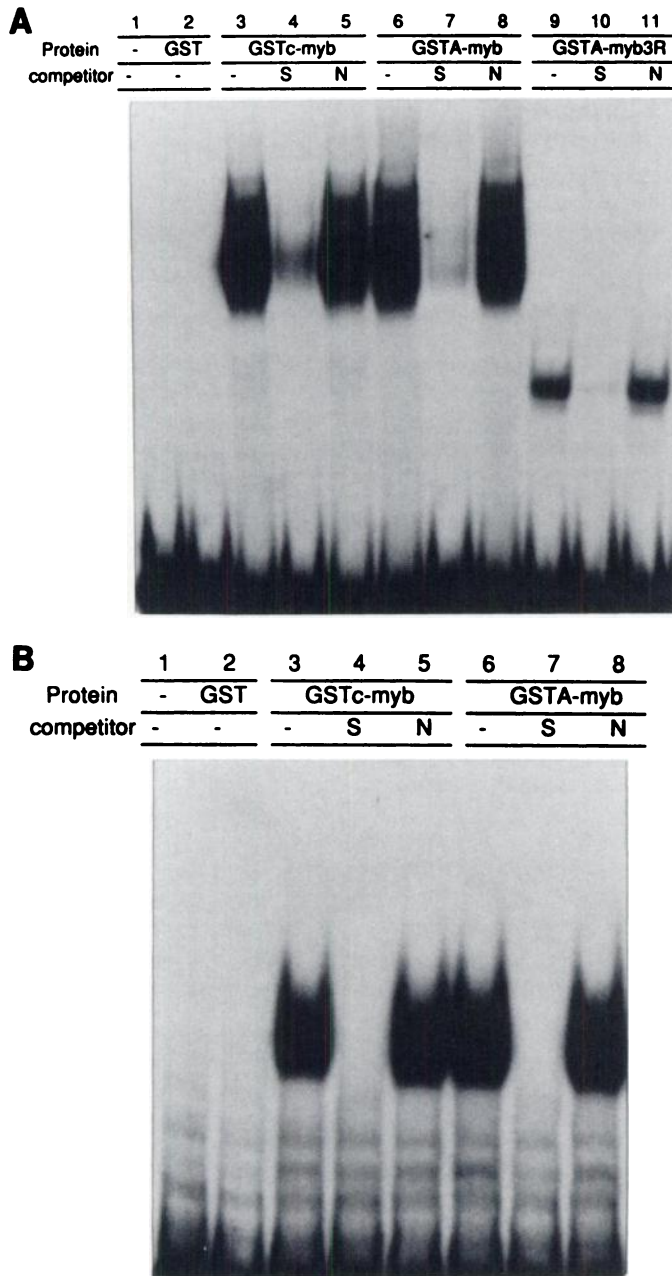 A
1 2 3 4 5 6 7 8 9 10 11
Protein - GST GSTc-myb GSTA-myb GSTA-myb3R
competitor - - - S N - S N - S N
B
1 2 3 4 5 6 7 8
Protein - GST GSTc-myb GSTA-myb
competitor - - - S N - S N